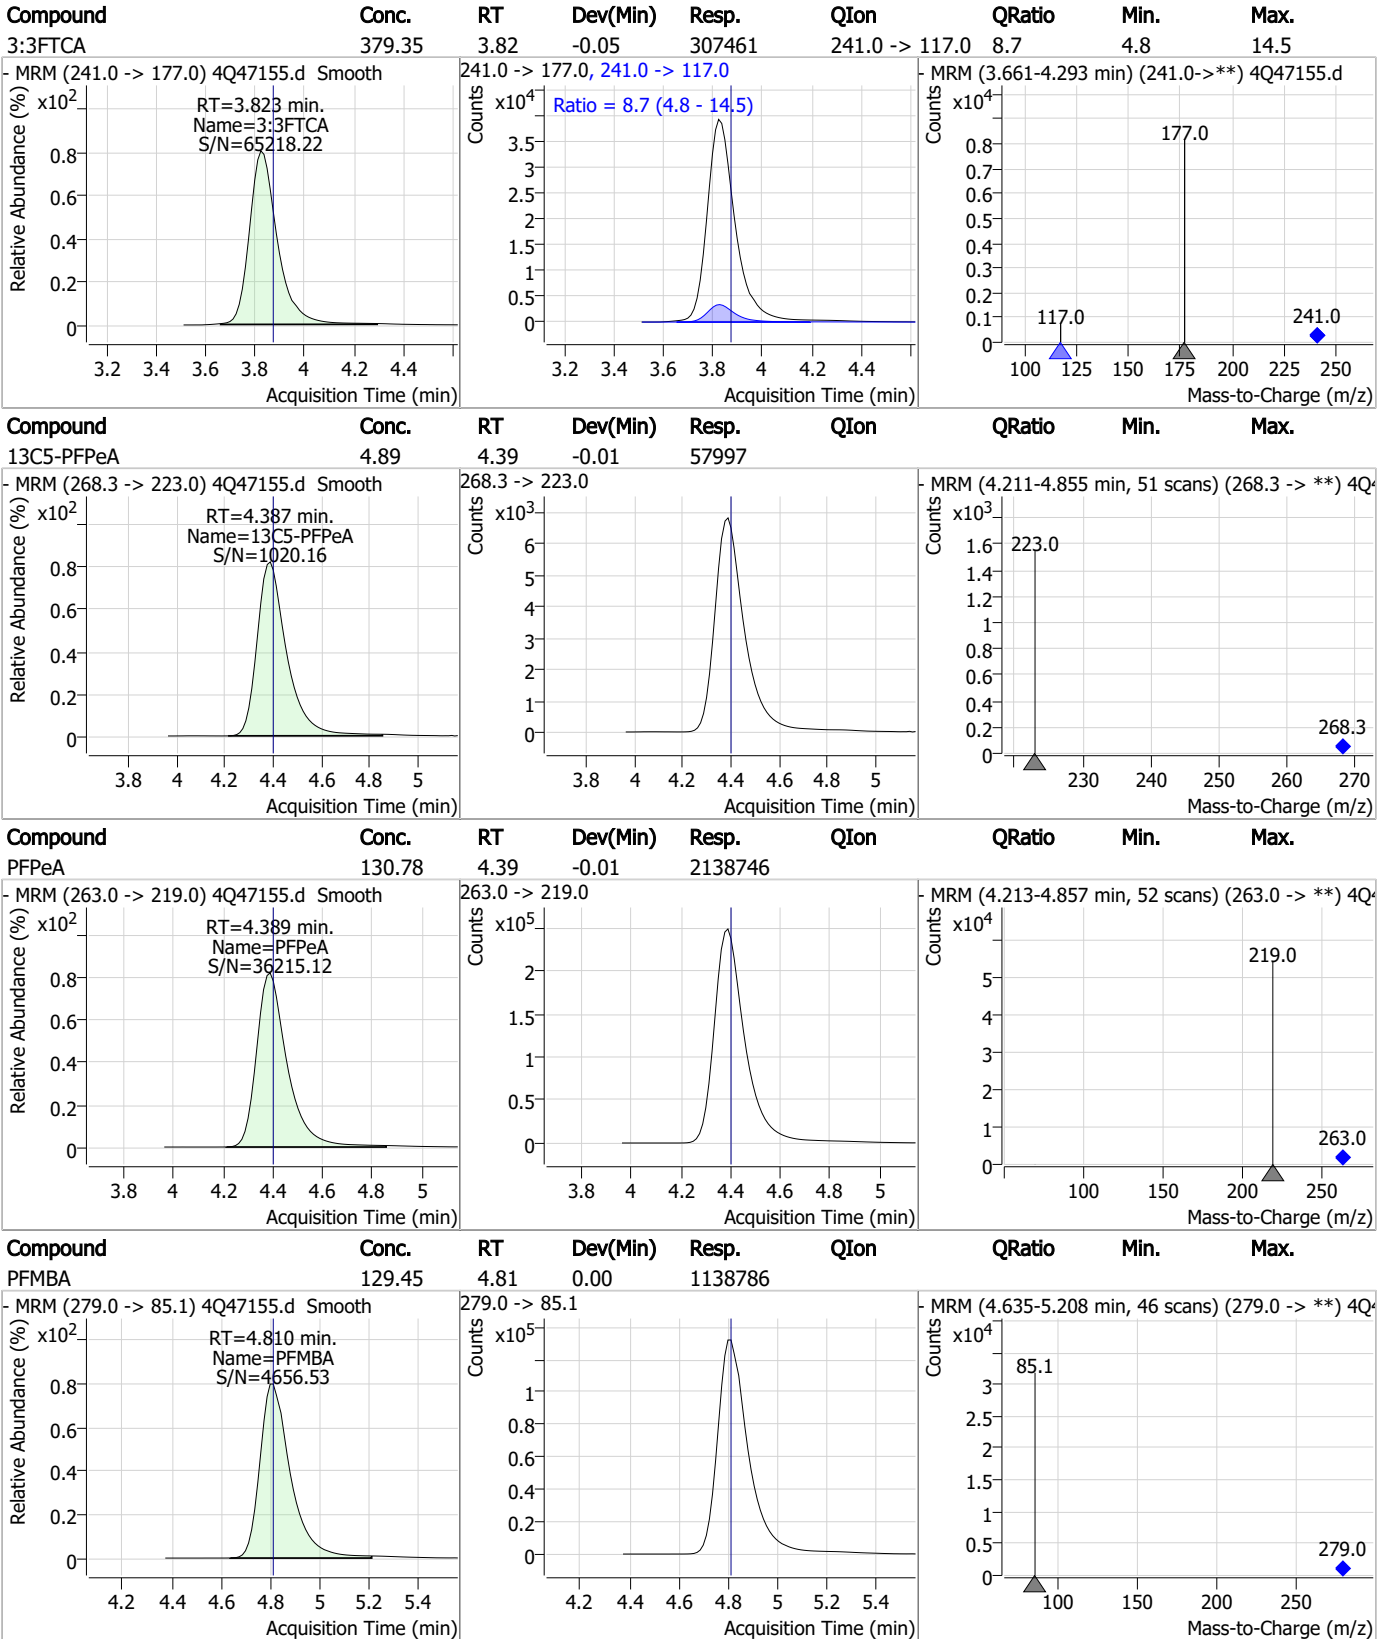 Compound Conc. RT Dev(Min) Resp. QIon QRatio Min. Max.
3:3FTCA 379.35 3.82 -0.05 307461 241.0 -> 117.0 8.7 4.8 14.5
- MRM (241.0 -> 177.0) 4Q47155.d Smooth
Relative Abundance (%)
x10²
RT=3.823 min.
Name=3:3FTCA
S/N=65218.22
0.8
0.6
0.4
0.2
0
3.2 3.4 3.6 3.8 4 4.2 4.4
Acquisition Time (min)
241.0 -> 177.0, 241.0 -> 117.0
Counts
x10⁴
Ratio = 8.7 (4.8 - 14.5)
3.5
3
2.5
2
1.5
1
0.5
0
3.2 3.4 3.6 3.8 4 4.2 4.4
Acquisition Time (min)
- MRM (3.661-4.293 min) (241.0->**) 4Q47155.d
Counts
x10⁴
177.0
117.0
241.0
0.8
0.7
0.6
0.5
0.4
0.3
0.2
0.1
0
100 125 150 175 200 225 250
Mass-to-Charge (m/z)
Compound Conc. RT Dev(Min) Resp. QIon QRatio Min. Max.
13C5-PFPeA 4.89 4.39 -0.01 57997
- MRM (268.3 -> 223.0) 4Q47155.d Smooth
Relative Abundance (%)
x10²
RT=4.387 min.
Name=13C5-PFPeA
S/N=1020.16
0.8
0.6
0.4
0.2
0
3.8 4 4.2 4.4 4.6 4.8 5
Acquisition Time (min)
268.3 -> 223.0
Counts
x10³
6
5
4
3
2
1
0
3.8 4 4.2 4.4 4.6 4.8 5
Acquisition Time (min)
- MRM (4.211-4.855 min, 51 scans) (268.3 -> **) 4Q4
Counts
x10³
223.0
268.3
1.6
1.4
1.2
1
0.8
0.6
0.4
0.2
0
230 240 250 260 270
Mass-to-Charge (m/z)
Compound Conc. RT Dev(Min) Resp. QIon QRatio Min. Max.
PFPeA 130.78 4.39 -0.01 2138746
- MRM (263.0 -> 219.0) 4Q47155.d Smooth
Relative Abundance (%)
x10²
RT=4.389 min.
Name=PFPeA
S/N=36215.12
0.8
0.6
0.4
0.2
0
3.8 4 4.2 4.4 4.6 4.8 5
Acquisition Time (min)
263.0 -> 219.0
Counts
x10⁵
2
1.5
1
0.5
0
3.8 4 4.2 4.4 4.6 4.8 5
Acquisition Time (min)
- MRM (4.213-4.857 min, 52 scans) (263.0 -> **) 4Q4
Counts
x10⁴
219.0
263.0
5
4
3
2
1
0
100 150 200 250
Mass-to-Charge (m/z)
Compound Conc. RT Dev(Min) Resp. QIon QRatio Min. Max.
PFMBA 129.45 4.81 0.00 1138786
- MRM (279.0 -> 85.1) 4Q47155.d Smooth
Relative Abundance (%)
x10²
RT=4.810 min.
Name=PFMBA
S/N=4656.53
0.8
0.6
0.4
0.2
0
4.2 4.4 4.6 4.8 5 5.2 5.4
Acquisition Time (min)
279.0 -> 85.1
Counts
x10⁵
1
0.8
0.6
0.4
0.2
0
4.2 4.4 4.6 4.8 5 5.2 5.4
Acquisition Time (min)
- MRM (4.635-5.208 min, 46 scans) (279.0 -> **) 4Q4
Counts
x10⁴
85.1
279.0
3
2.5
2
1.5
1
0.5
0
100 150 200 250
Mass-to-Charge (m/z)